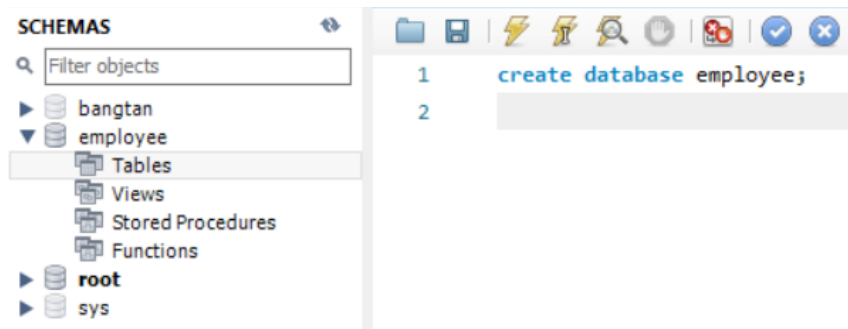 SCHEMAS
Filter objects
bangtan
employee
Tables
Views
Stored Procedures
Functions
root
sys
1 create database employee;
2